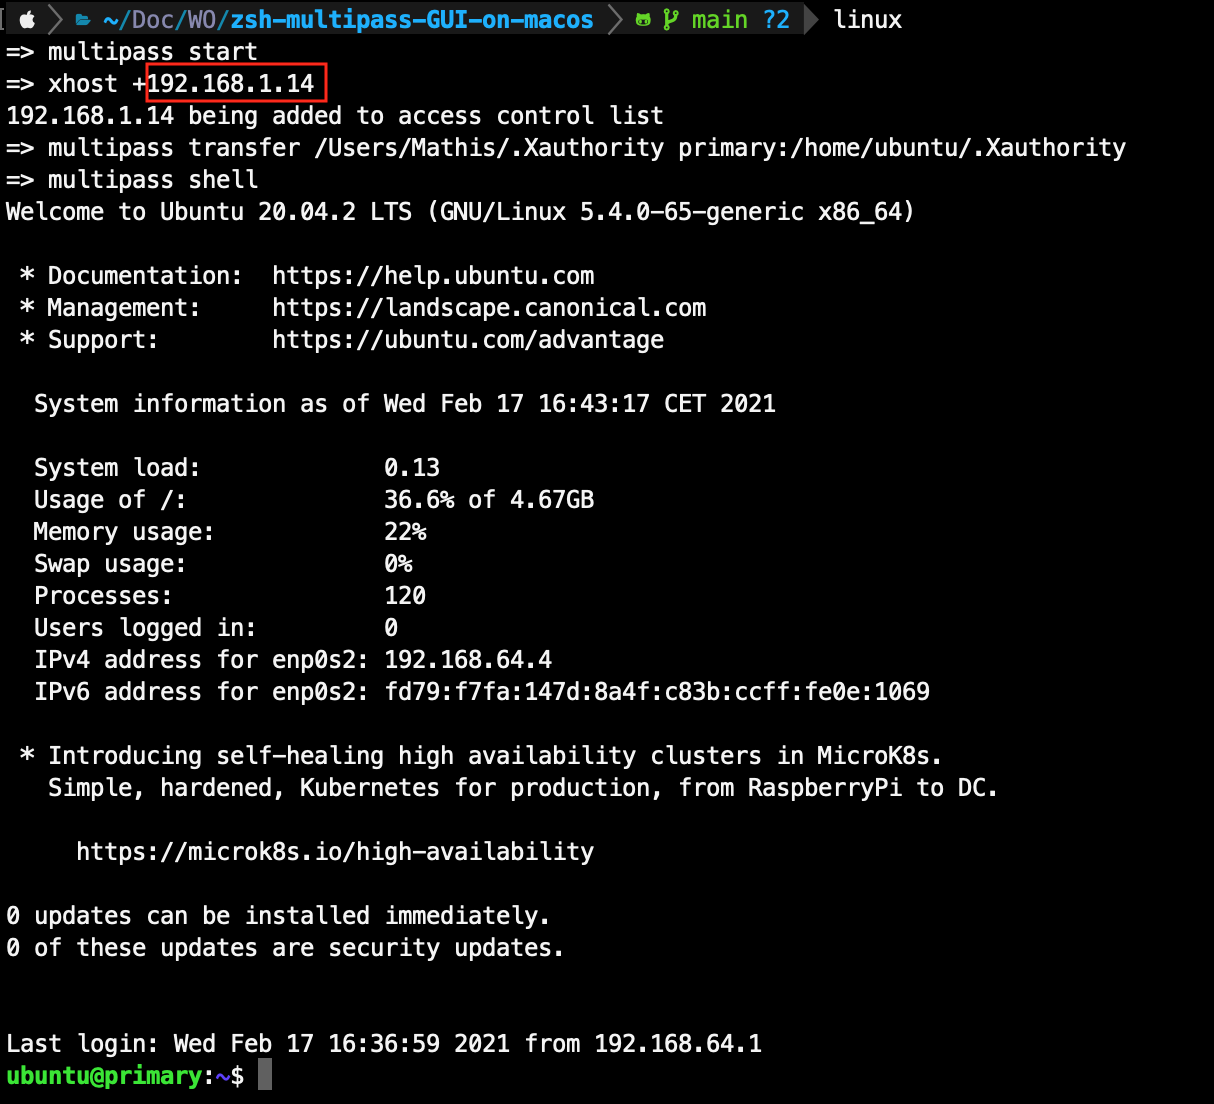 ~/Doc/WO/zsh-multipass-GUI-on-macos main ?2 linux
=> multipass start
=> xhost +192.168.1.14
192.168.1.14 being added to access control list
=> multipass transfer /Users/Mathis/.Xauthority primary:/home/ubuntu/.Xauthority
=> multipass shell
Welcome to Ubuntu 20.04.2 LTS (GNU/Linux 5.4.0-65-generic x86_64)
* Documentation: https://help.ubuntu.com
* Management: https://landscape.canonical.com
* Support: https://ubuntu.com/advantage
System information as of Wed Feb 17 16:43:17 CET 2021
System load: 0.13
Usage of /: 36.6% of 4.67GB
Memory usage: 22%
Swap usage: 0%
Processes: 120
Users logged in: 0
IPv4 address for enp0s2: 192.168.64.4
IPv6 address for enp0s2: fd79:f7fa:147d:8a4f:c83b:ccff:fe0e:1069
* Introducing self-healing high availability clusters in MicroK8s.
Simple, hardened, Kubernetes for production, from RaspberryPi to DC.
https://microk8s.io/high-availability
0 updates can be installed immediately.
0 of these updates are security updates.
Last login: Wed Feb 17 16:36:59 2021 from 192.168.64.1
ubuntu@primary:~$